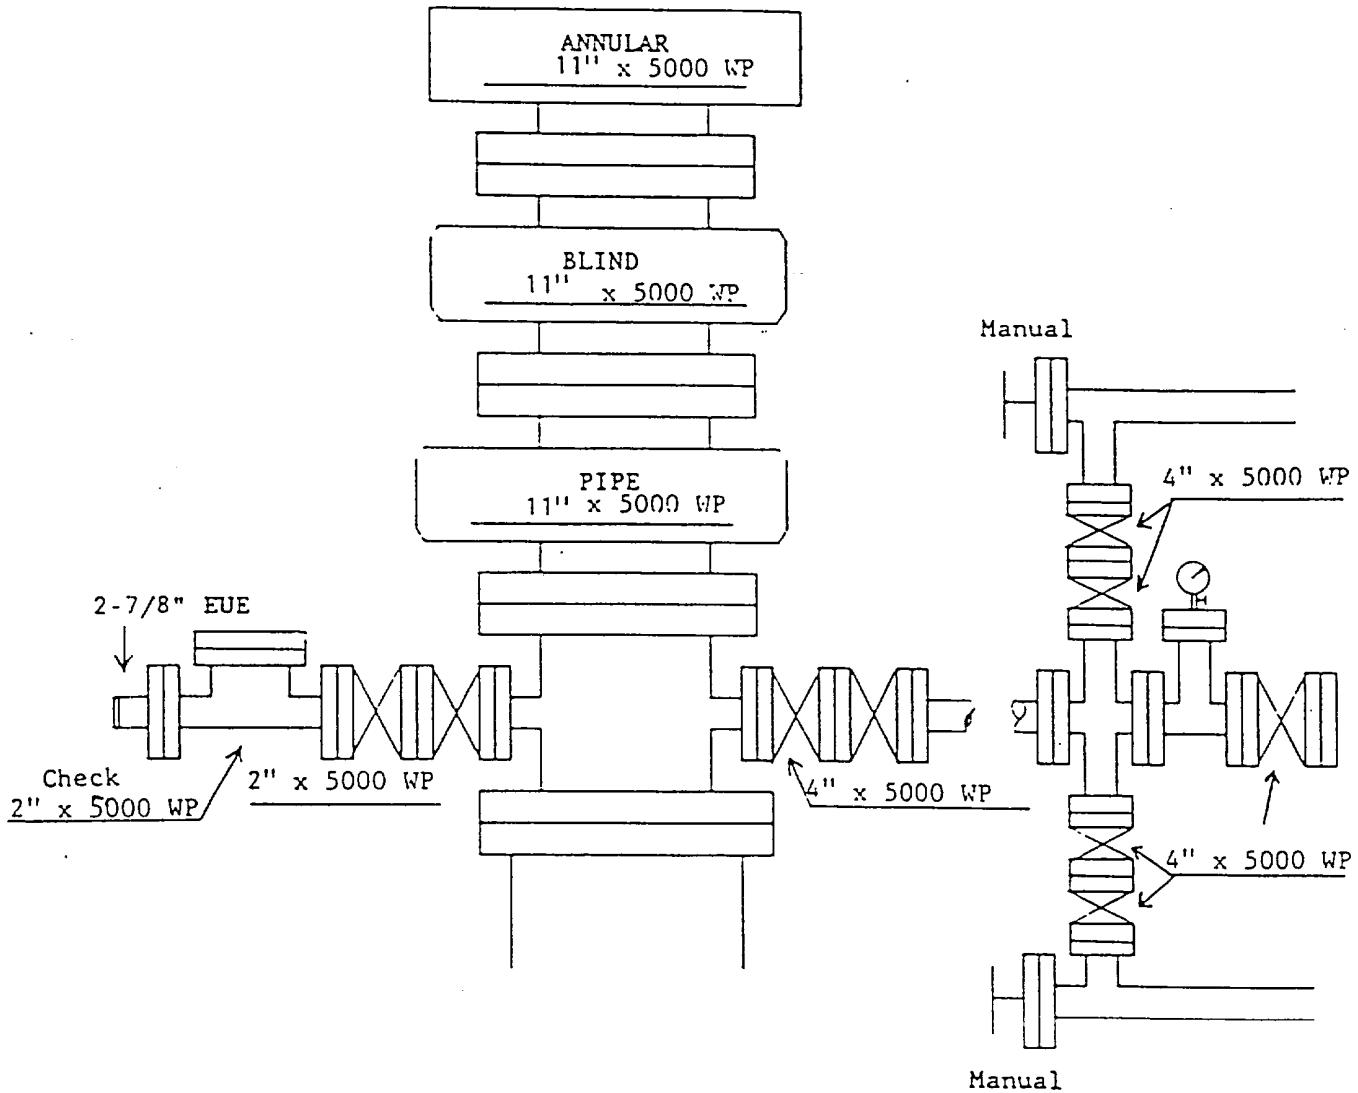 ANNULAR
11" x 5000 WP
BLIND
11" x 5000 WP
Manual
PIPE
11" x 5000 WP
4" x 5000 WP
2-7/8" EUE
Check
2" x 5000 WP
2" x 5000 WP
4" x 5000 WP
4" x 5000 WP
Manual